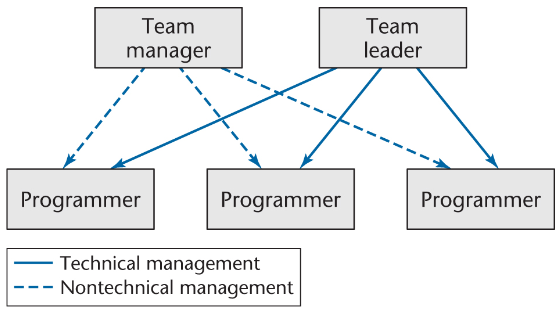 Team
manager
Team
leader
Programmer
Programmer
Programmer
Technical management
Nontechnical management